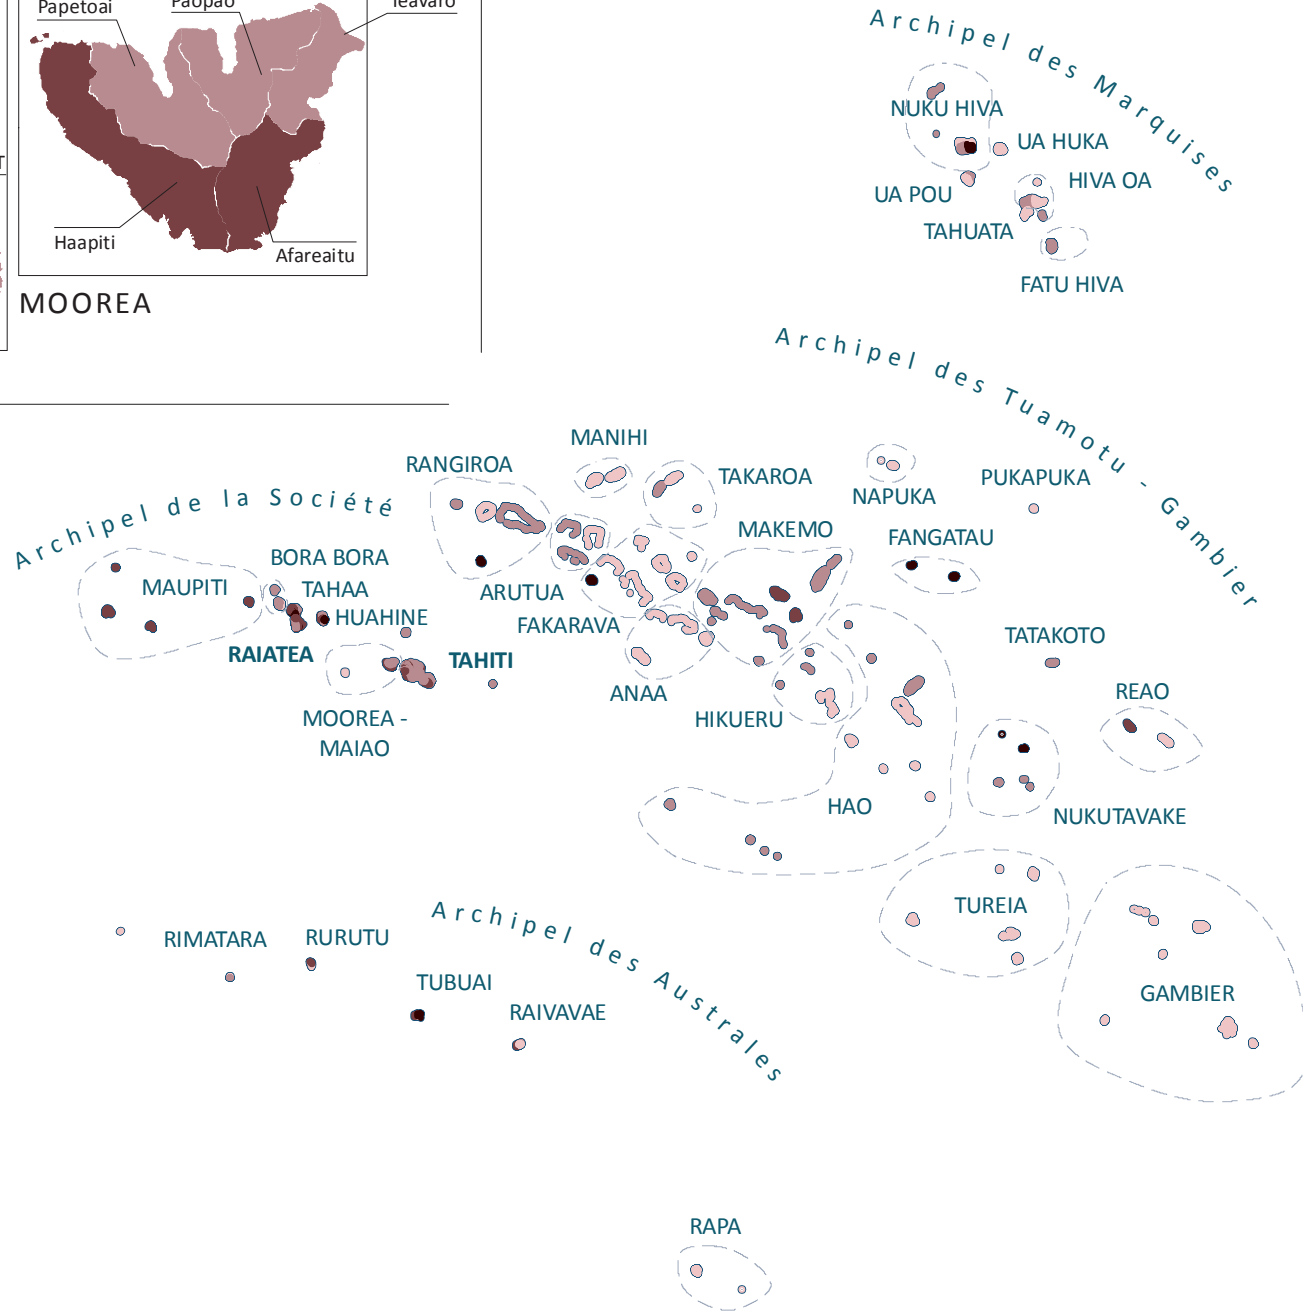 Papetoai
Paopao
Teavaro
Haapiti
Afareaitu
MOOREA
Archipel des Marquises
NUKU HIVA
UA HUKA
UA POU
HIVA OA
TAHUATA
FATU HIVA
Archipel des Tuamotu - Gambier
MANIHI
RANGIROA
TAKAROA
NAPUKA
PUKAPUKA
MAKEMO
FANGATAU
Archipel de la Société
BORA BORA
MAUPITI
TAHAA
HUAHINE
ARUTUA
FAKARAVA
RAIATEA
TAHITI
TATAKOTO
ANAA
REAO
HIKUERU
MOOREA -
MAIAO
HAO
NUKUTAVAKE
TUREIA
Archipel des Australes
RIMATARA
RURUTU
TUBUAI
RAIVAVAE
GAMBIER
RAPA